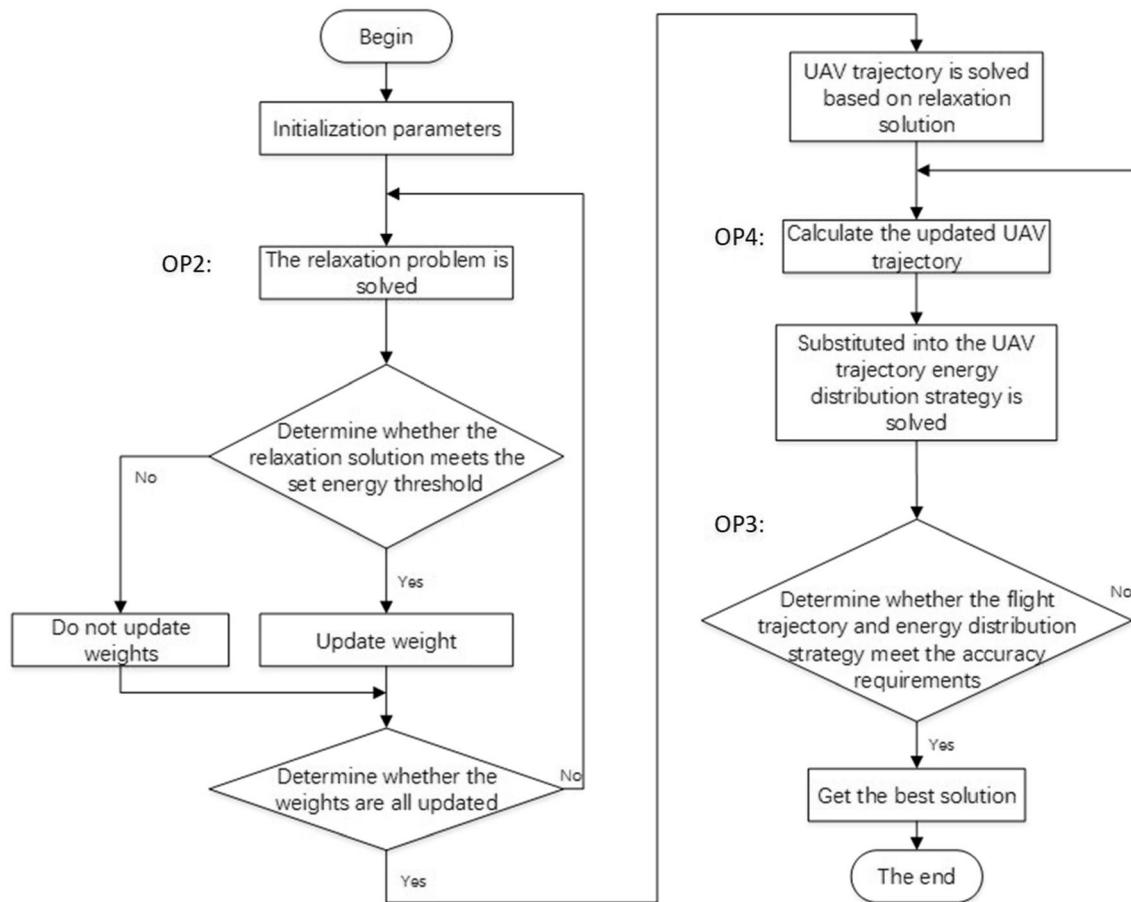 Begin
Initialization parameters
OP2:
The relaxation problem is
solved
Determine whether the
relaxation solution meets the
set energy threshold
No
Yes
Do not update
weights
Update weight
Determine whether the
weights are all updated
No
Yes
UAV trajectory is solved
based on relaxation
solution
OP4:
Calculate the updated UAV
trajectory
Substituted into the UAV
trajectory energy
distribution strategy is
solved
OP3:
Determine whether the flight
trajectory and energy distribution
strategy meet the accuracy
requirements
No
Yes
Get the best solution
The end